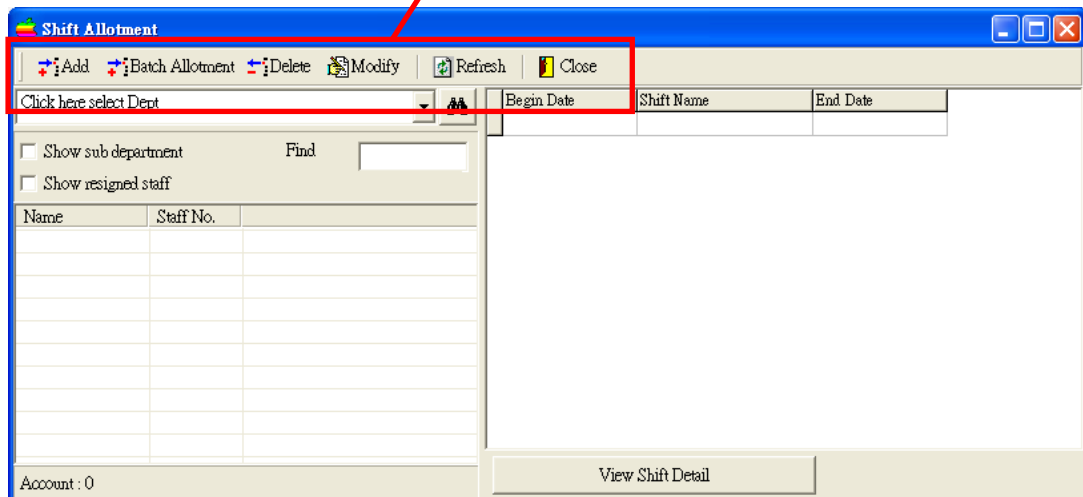 Shift Allotment
Add Batch Allotment Delete Modify Refresh Close
Click here select Dept
Begin Date Shift Name End Date
Show sub department Find
Show resigned staff
Name Staff No.
Account : 0
View Shift Detail